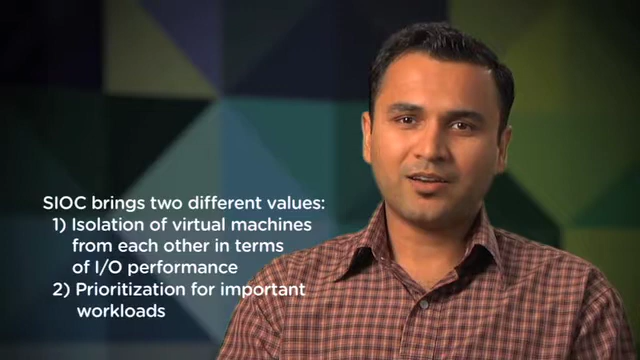 SIOC brings two different values:
1) Isolation of virtual machines
from each other in terms
of I/O performance
2) Prioritization for important
workloads